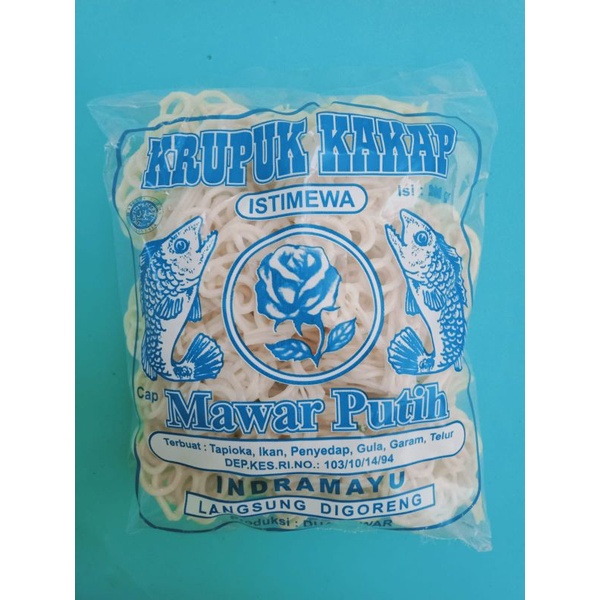 KRUPUK KAKAP
Isi :
ISTIMEWA
Cap
Mawar Putih
Terbuat : Tapioka, Ikan, Penyedap, Gula, Garam, Telur
DEP.KES.RI.NO.: 103/10/14/94
INDRAMAYU
LANGSUNG DIGORENG